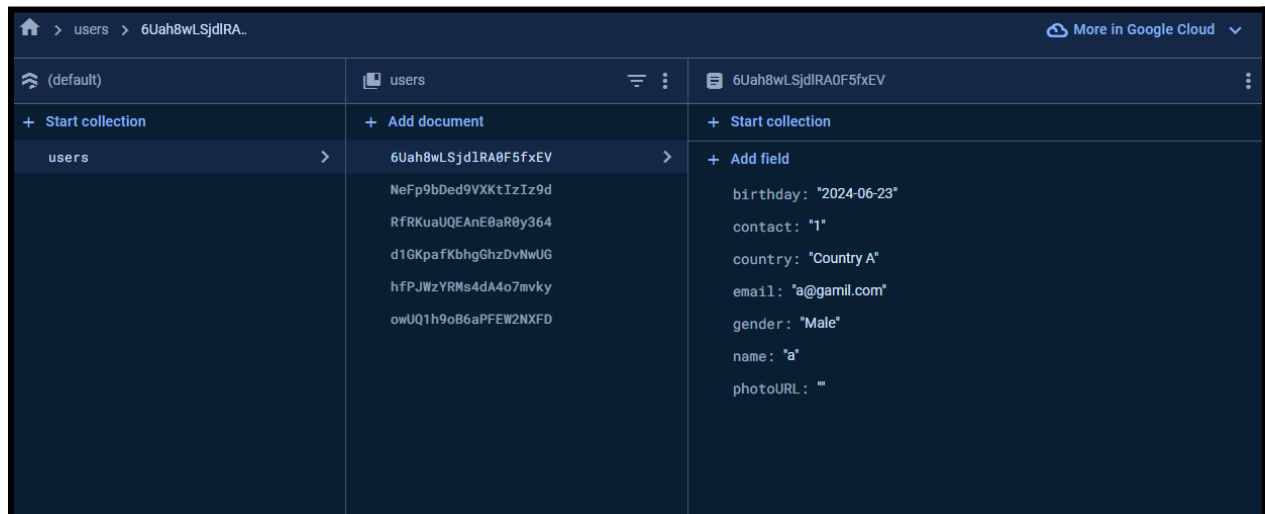 users > 6Uah8wLSjdlRA..
More in Google Cloud
(default)
users
6Uah8wLSjdlRA0F5fxEV
+ Start collection
+ Add document
+ Start collection
users
6Uah8wLSjdlRA0F5fxEV
NeFp9bDed9VXKtIzIz9d
RfRKuaUQEAnE0aR0y364
d1GKpafKbhgGhzDvNwUG
hfPJWzYRMs4dA4o7mvky
owUQ1h9oB6aPFEW2NXFD
+ Add field
birthday: "2024-06-23"
contact: "1"
country: "Country A"
email: "a@gamil.com"
gender: "Male"
name: "a"
photoURL: ""